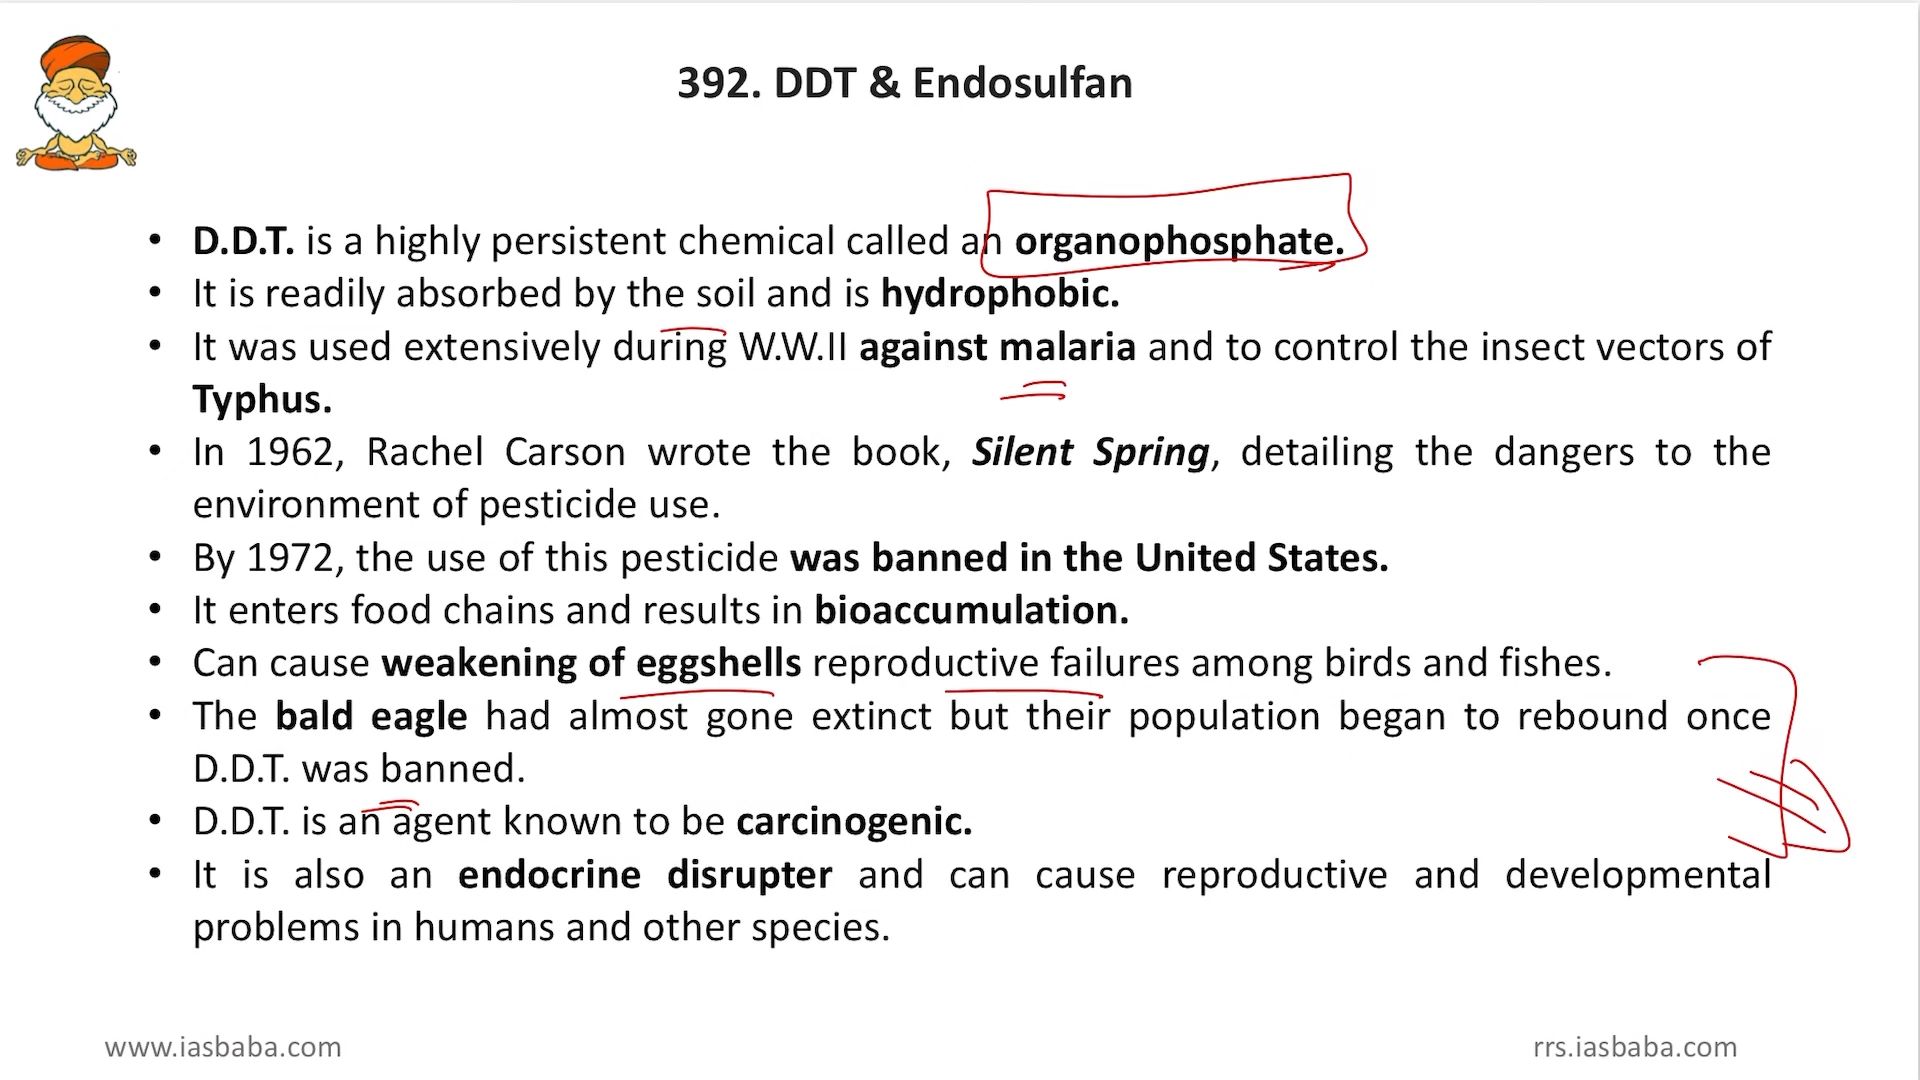 392. DDT & Endosulfan
• D.D.T. is a highly persistent chemical called an organophosphate.
• It is readily absorbed by the soil and is hydrophobic.
• It was used extensively during W.W.II against malaria and to control the insect vectors of
Typhus.
• In 1962, Rachel Carson wrote the book, Silent Spring, detailing the dangers to the
environment of pesticide use.
• By 1972, the use of this pesticide was banned in the United States.
• It enters food chains and results in bioaccumulation.
• Can cause weakening of eggshells reproductive failures among birds and fishes.
• The bald eagle had almost gone extinct but their population began to rebound once
D.D.T. was banned.
• D.D.T. is an agent known to be carcinogenic.
• It is also an endocrine disrupter and can cause reproductive and developmental
problems in humans and other species.
www.iasbaba.com
rrs.iasbaba.com